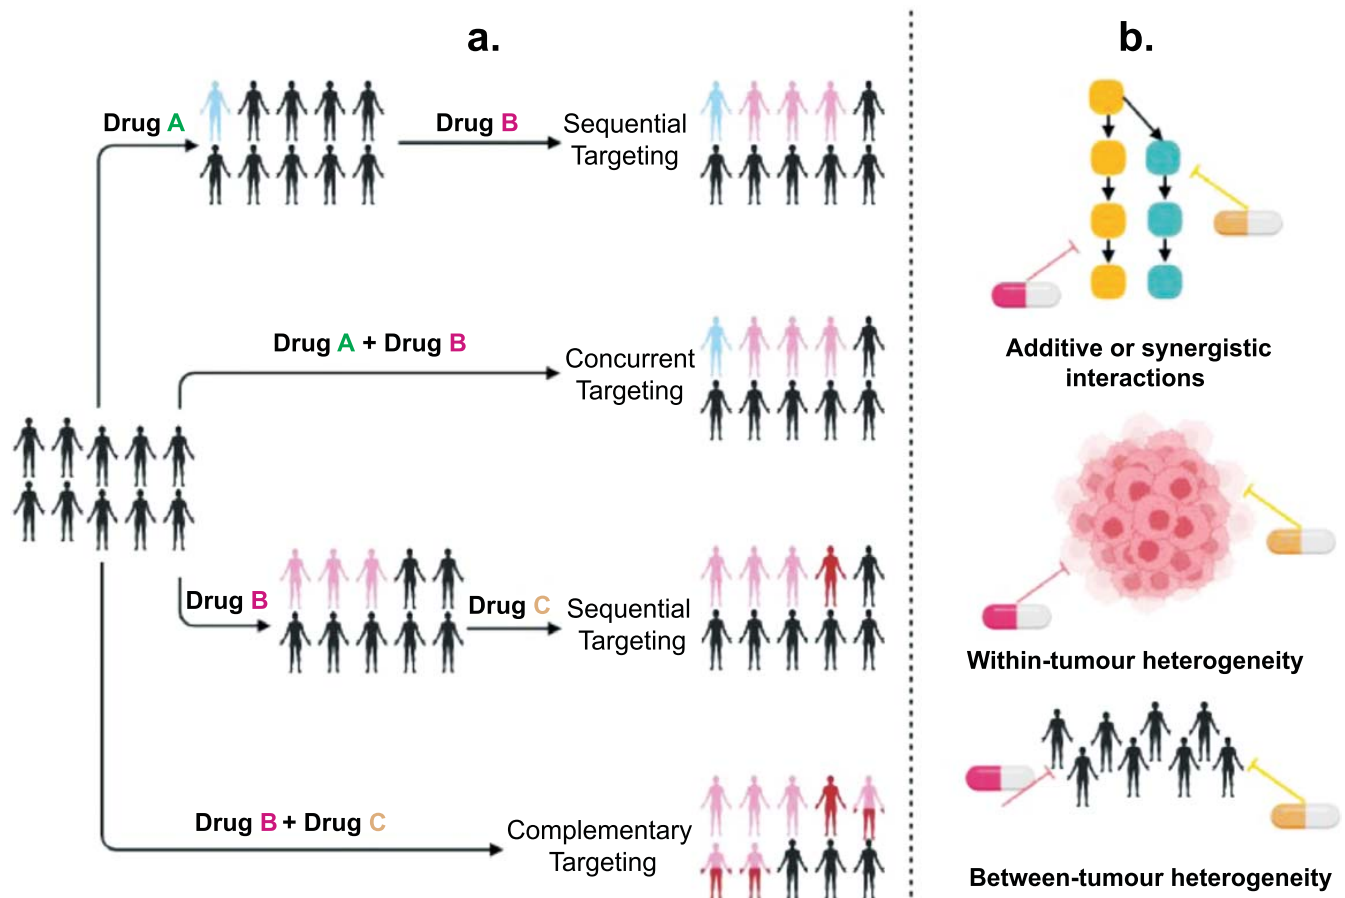 a.
Drug A
Drug B
Sequential
Targeting
Drug A + Drug B
Concurrent
Targeting
Drug B
Drug C
Sequential
Targeting
Drug B + Drug C
Complementary
Targeting
b.
Additive or synergistic
interactions
Within-tumour heterogeneity
Between-tumour heterogeneity